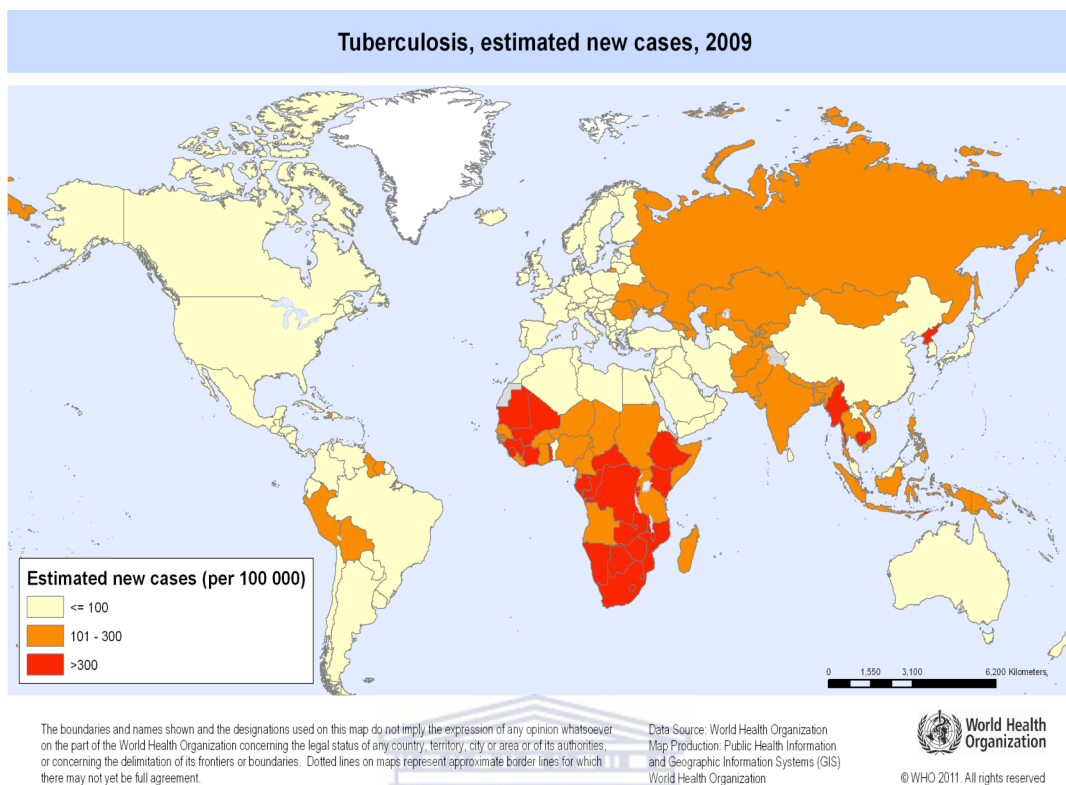 Tuberculosis, estimated new cases, 2009
Estimated new cases (per 100 000)
<= 100
101 - 300
>300
0 1,550 3,100 6,200 Kilometers,
The boundaries and names shown and the designations used on this map do not imply the expression of any opinion whatsoever
on the part of the World Health Organization concerning the legal status of any country, territory, city or area or of its authorities,
or concerning the delimitation of its frontiers or boundaries. Dotted lines on maps represent approximate border lines for which
there may not yet be full agreement.
Data Source: World Health Organization
Map Production: Public Health Information
and Geographic Information Systems (GIS)
World Health Organization
World Health
Organization
© WHO 2011. All rights reserved